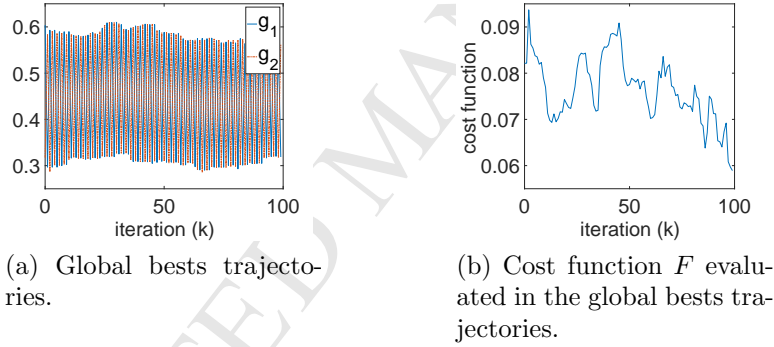 0.6
0.5
0.4
0.3
g_1
g_2
0 50 100
iteration (k)
(a) Global bests trajecto-
ries.
cost function
0.09
0.08
0.07
0.06
0 50 100
iteration (k)
(b) Cost function F evalu-
ated in the global bests tra-
jectories.